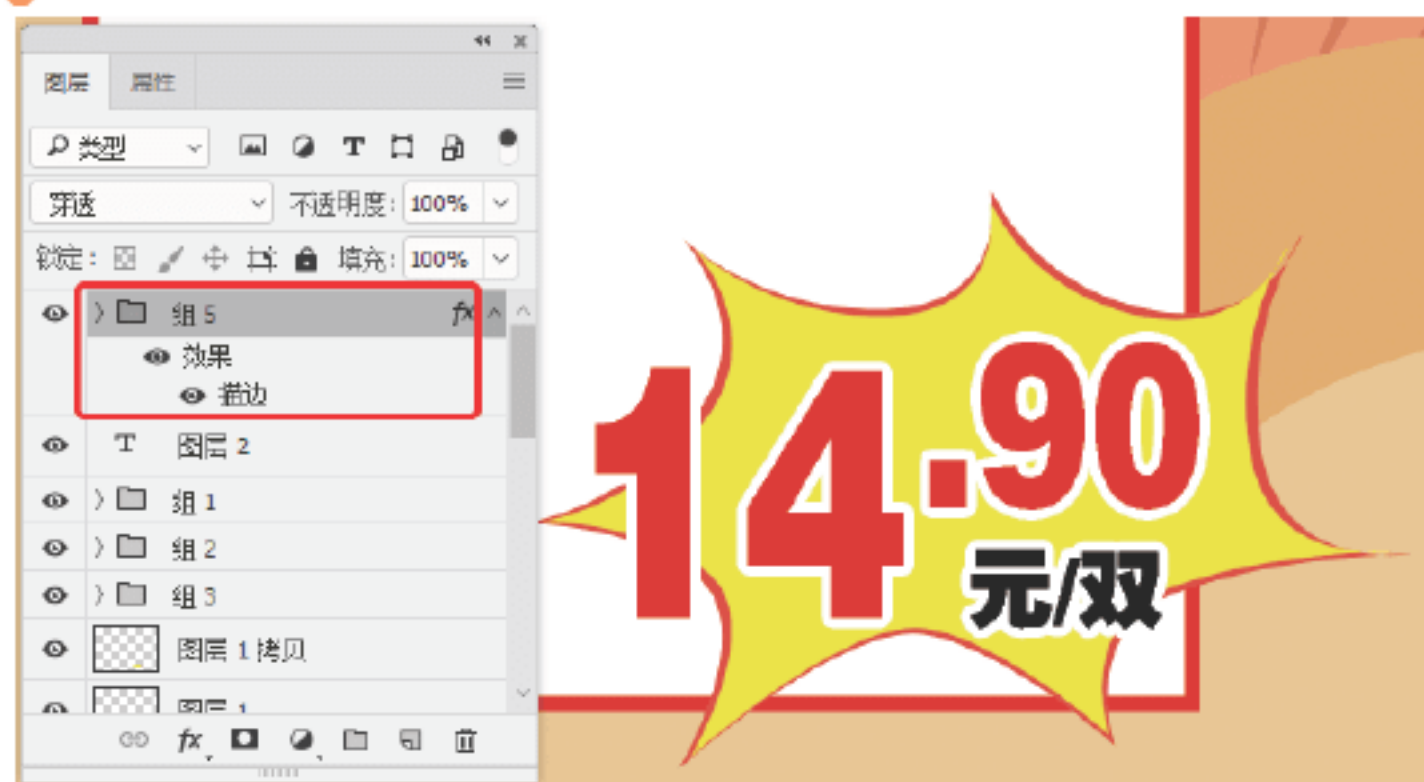 图层 属性
类型
穿透 不透明度: 100%
锁定: 填充: 100%
组 5 fx
效果
描边
T 图层 2
组 1
组 2
组 3
图层 1 拷贝
图层 1
fx
14.90
元/双